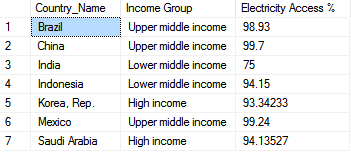 Country_Name Income Group Electricity Access %
1 Brazil Upper middle income 98.93
2 China Upper middle income 99.7
3 India Lower middle income 75
4 Indonesia Lower middle income 94.15
5 Korea, Rep. High income 93.34233
6 Mexico Upper middle income 99.24
7 Saudi Arabia High income 94.13527